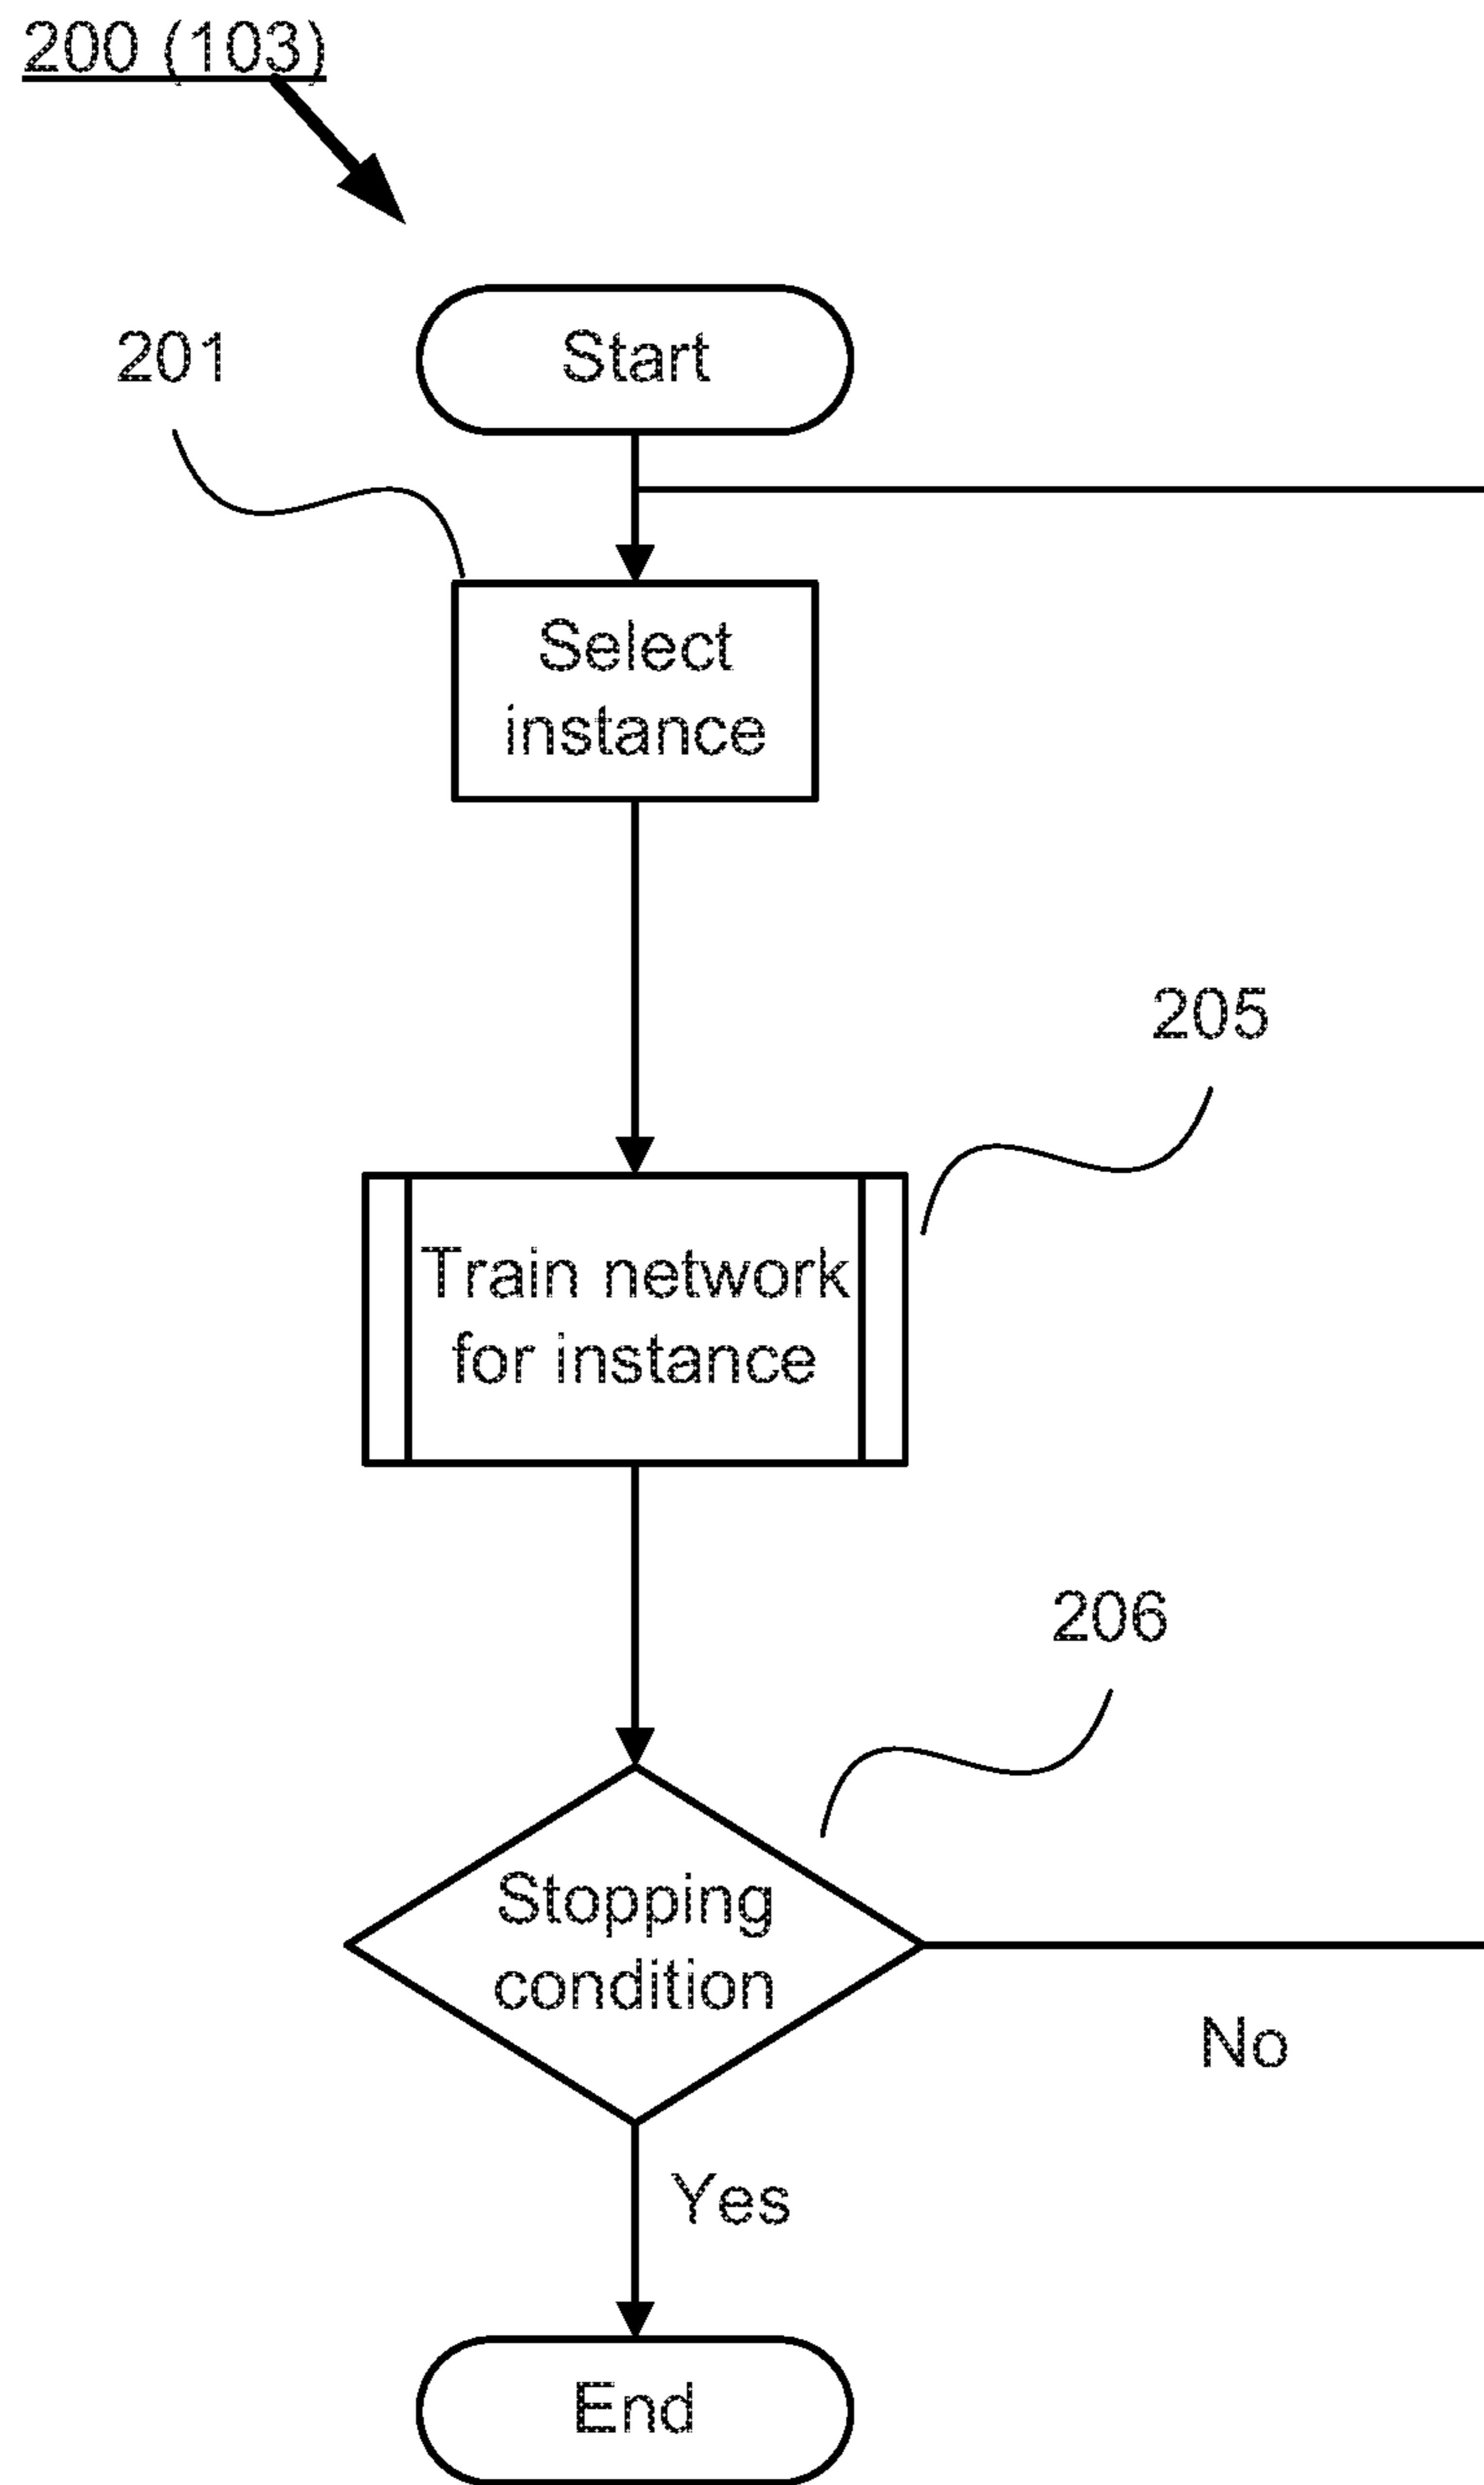 200 (103)
201
Start
Select
instance
205
Train network
for instance
206
Stopping
condition
No
Yes
End